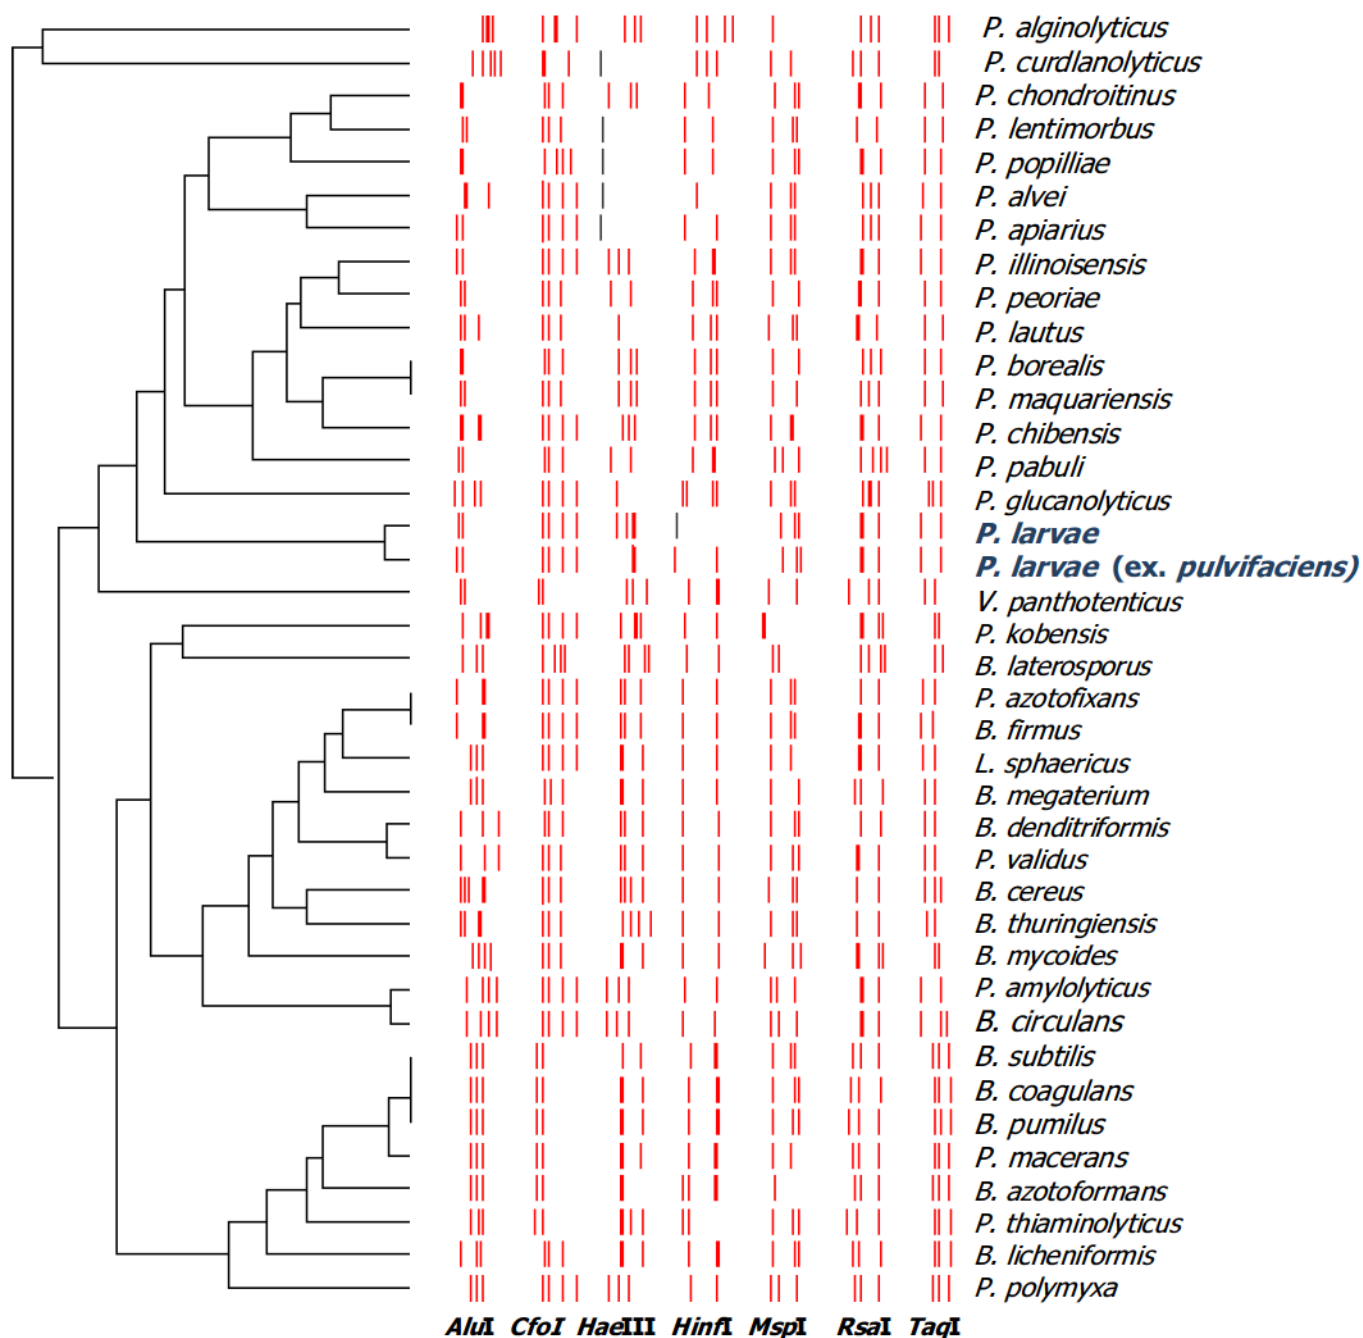 P. alginolyticus
P. curdlanolyticus
P. chondroitinus
P. lentimorbus
P. popilliae
P. alvei
P. apiarius
P. illinoisensis
P. peoriae
P. lautus
P. borealis
P. maquariensis
P. chibensis
P. pabuli
P. glucanolyticus
P. larvae
P. larvae (ex. pulvifaciens)
V. panthotenticus
P. kobensis
B. laterosporus
P. azotofixans
B. firmus
L. sphaericus
B. megaterium
B. denditriformis
P. validus
B. cereus
B. thuringiensis
B. mycoides
P. amylolyticus
B. circulans
B. subtilis
B. coagulans
B. pumilus
P. macerans
B. azotoformans
P. thiaminolyticus
B. licheniformis
P. polymyxa
AluI CfoI HaeIII HinfI MspI RsaI TaqI